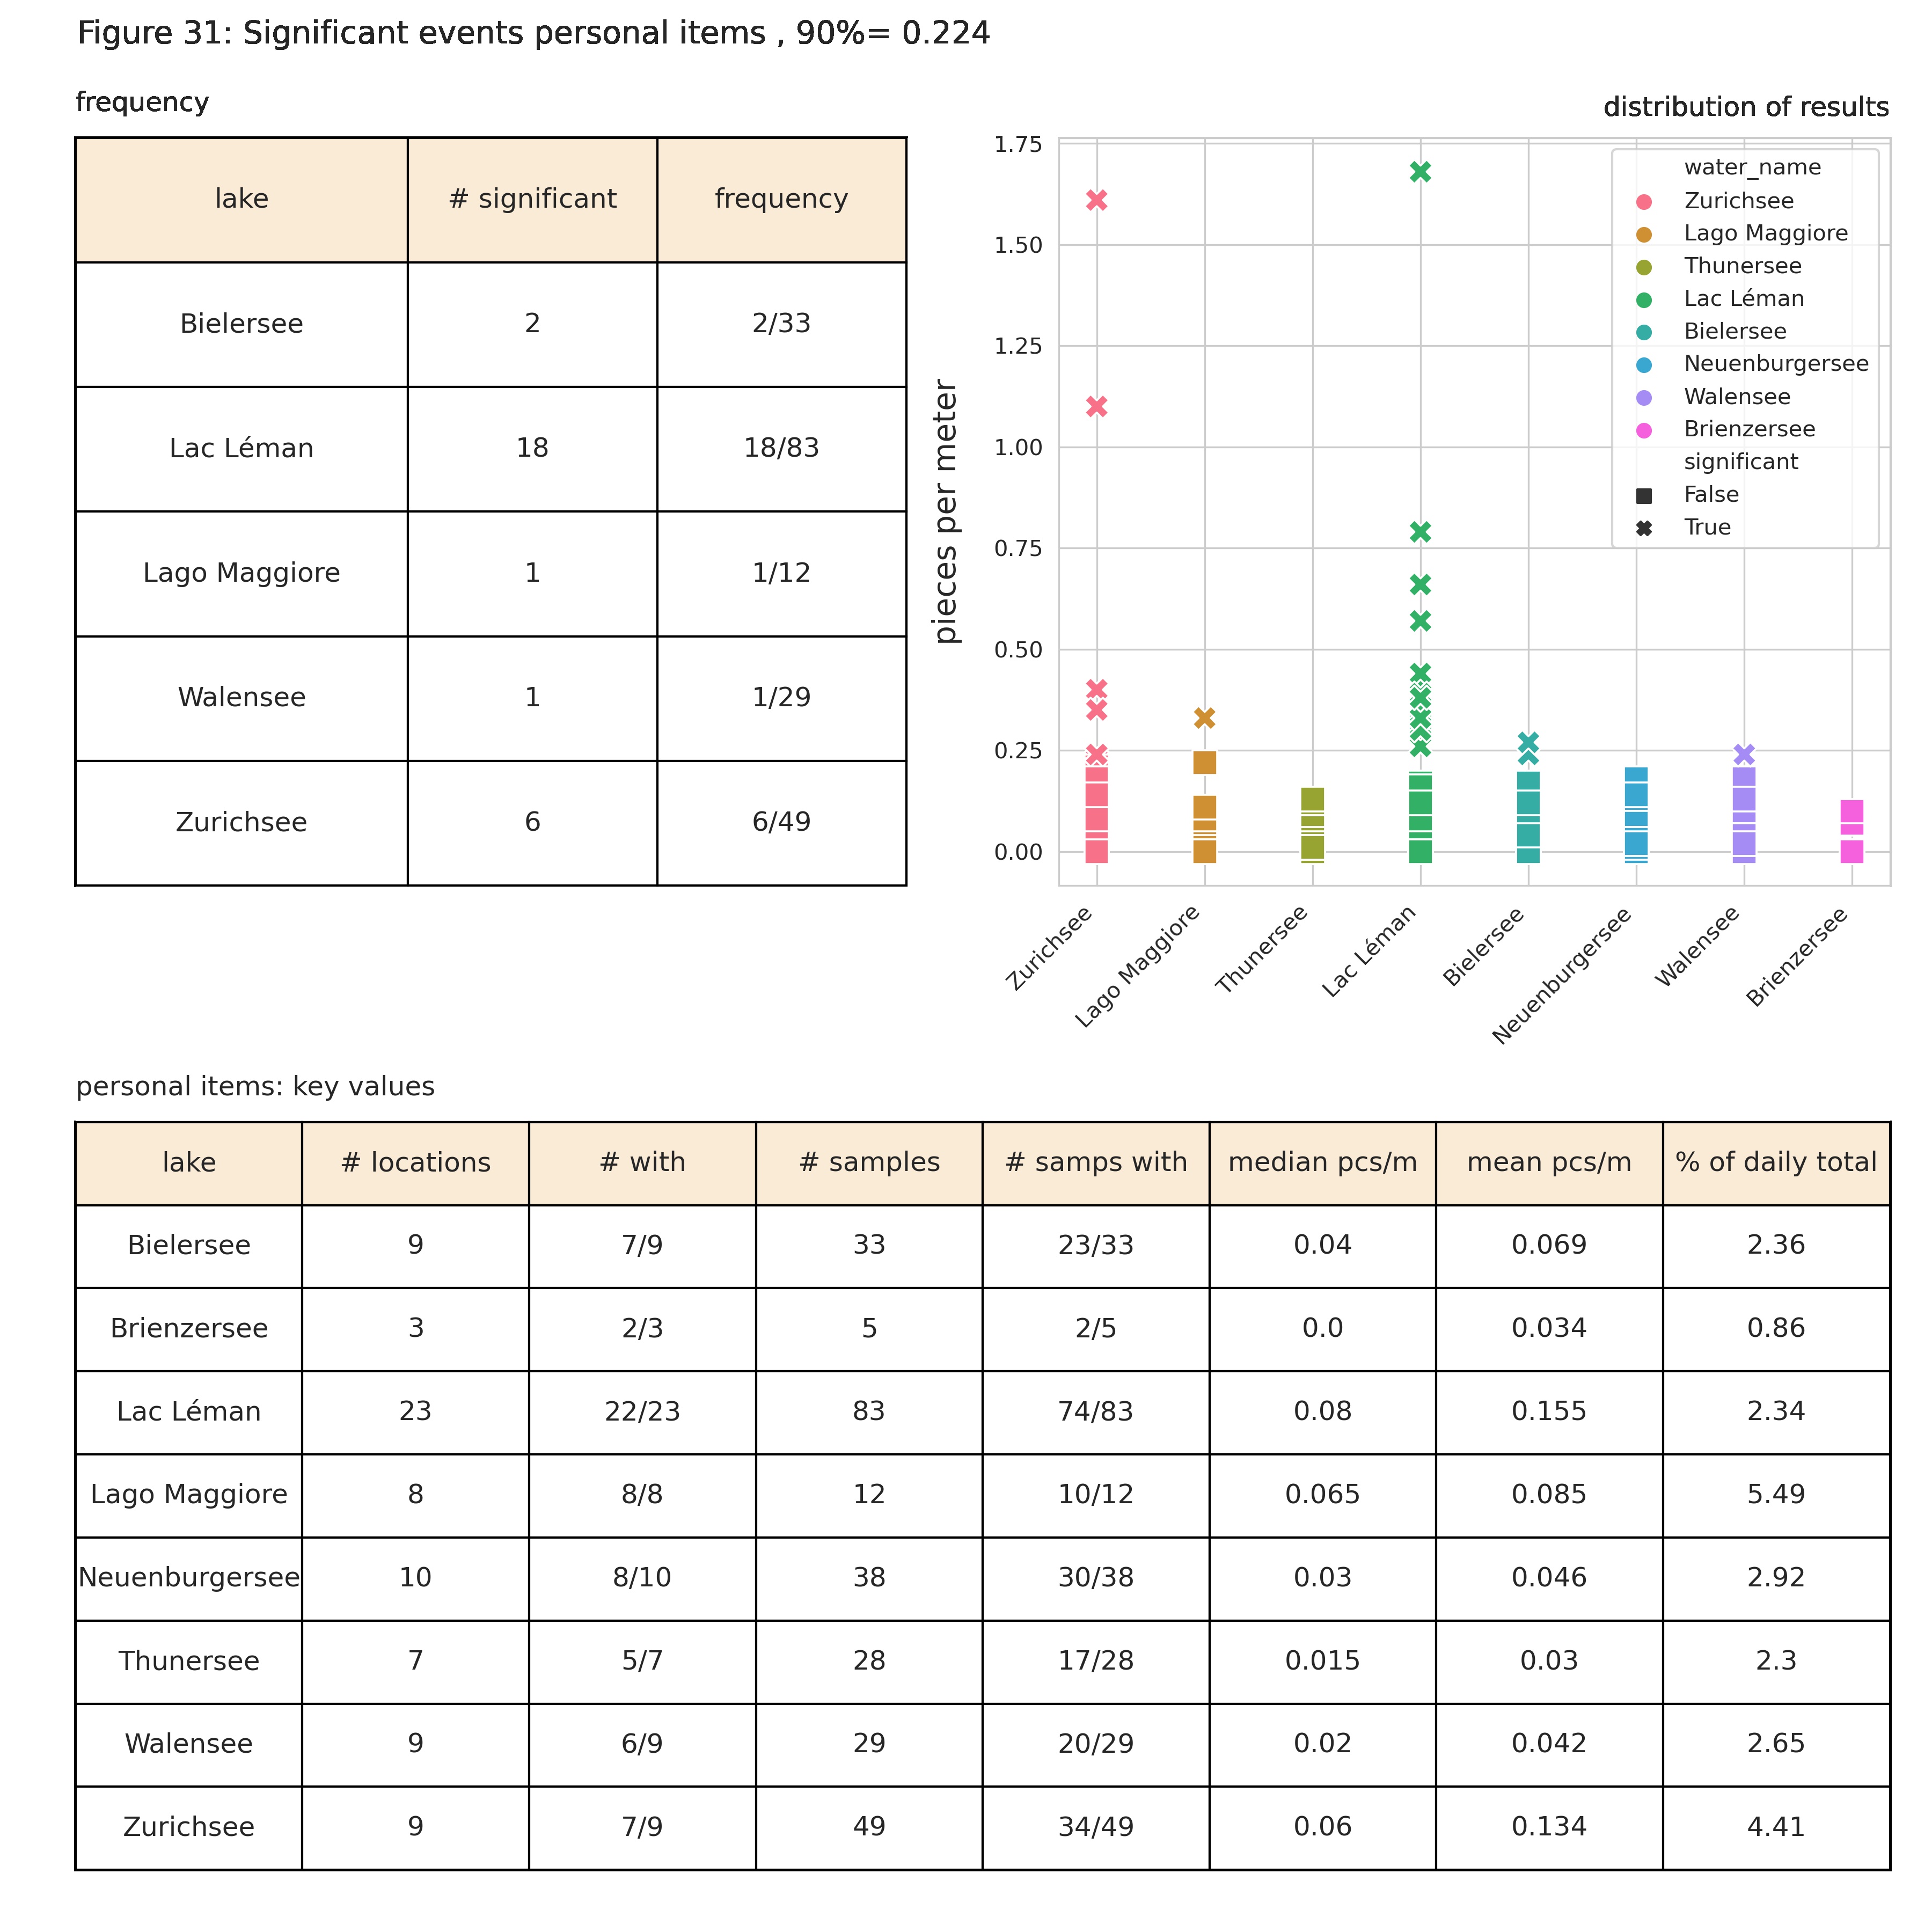 Figure 31: Significant events personal items , 90%= 0.224
frequency
lake # significant frequency
Bielersee 2 2/33
Lac Léman 18 18/83
Lago Maggiore 1 1/12
Walensee 1 1/29
Zurichsee 6 6/49
distribution of results
pieces per meter
1.75
1.50
1.25
1.00
0.75
0.50
0.25
0.00
water_name
Zurichsee
Lago Maggiore
Thunersee
Lac Léman
Bielersee
Neuenburgersee
Walensee
Brienzersee
significant
False
True
Zurichsee
Lago Maggiore
Thunersee
Lac Léman
Bielersee
Neuenburgersee
Walensee
Brienzersee
personal items: key values
lake # locations # with # samples # samps with median pcs/m mean pcs/m % of daily total
Bielersee 9 7/9 33 23/33 0.04 0.069 2.36
Brienzersee 3 2/3 5 2/5 0.0 0.034 0.86
Lac Léman 23 22/23 83 74/83 0.08 0.155 2.34
Lago Maggiore 8 8/8 12 10/12 0.065 0.085 5.49
Neuenburgersee 10 8/10 38 30/38 0.03 0.046 2.92
Thunersee 7 5/7 28 17/28 0.015 0.03 2.3
Walensee 9 6/9 29 20/29 0.02 0.042 2.65
Zurichsee 9 7/9 49 34/49 0.06 0.134 4.41